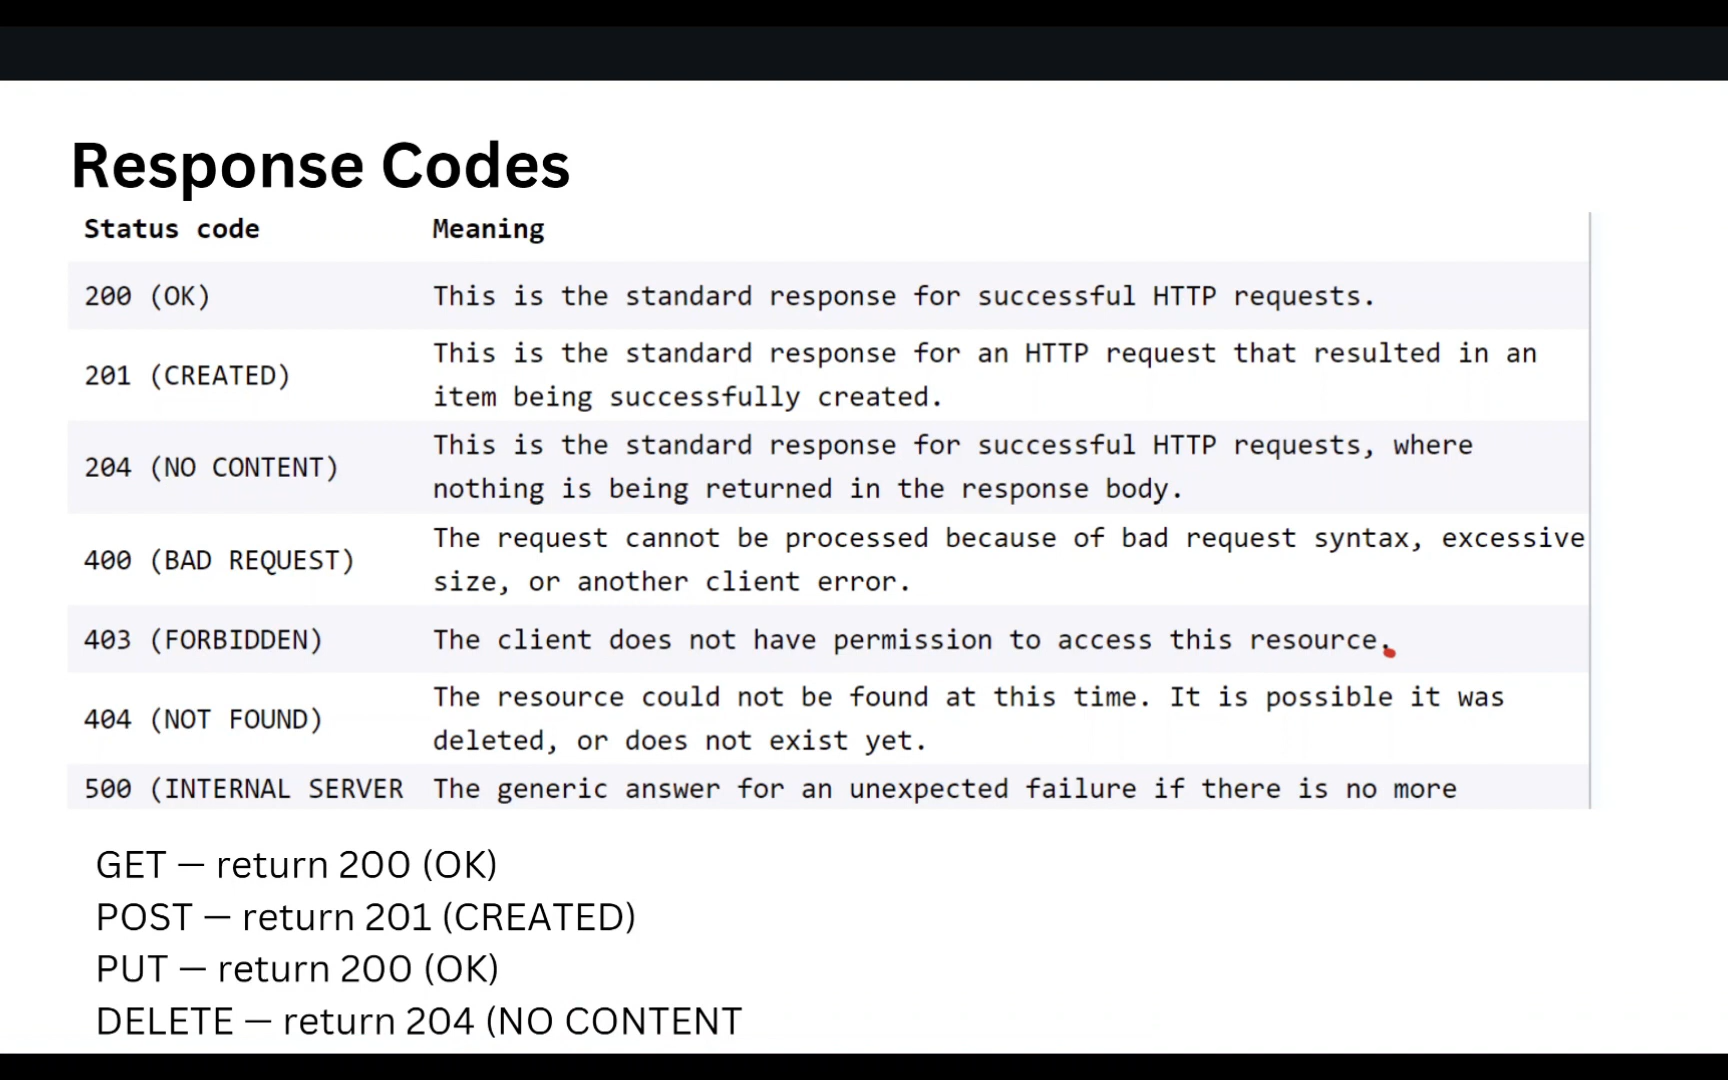 Response Codes
Status code Meaning
200 (OK) This is the standard response for successful HTTP requests.
201 (CREATED) This is the standard response for an HTTP request that resulted in an
item being successfully created.
204 (NO CONTENT) This is the standard response for successful HTTP requests, where
nothing is being returned in the response body.
400 (BAD REQUEST) The request cannot be processed because of bad request syntax, excessive
size, or another client error.
403 (FORBIDDEN) The client does not have permission to access this resource.
404 (NOT FOUND) The resource could not be found at this time. It is possible it was
deleted, or does not exist yet.
500 (INTERNAL SERVER The generic answer for an unexpected failure if there is no more
GET — return 200 (OK)
POST — return 201 (CREATED)
PUT — return 200 (OK)
DELETE — return 204 (NO CONTENT